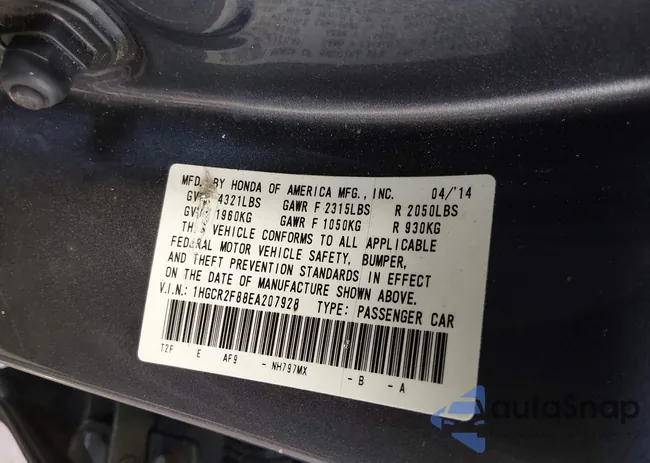 MFD. BY HONDA OF AMERICA MFG., INC. 04/'14
4321LBS GAWR F 2315LBS R 2050LBS
1960KG GAWR F 1050KG R 930KG
VEHICLE CONFORMS TO ALL APPLICABLE
FEDERAL MOTOR VEHICLE SAFETY, BUMPER,
AND THEFT PREVENTION STANDARDS IN EFFECT
ON THE DATE OF MANUFACTURE SHOWN ABOVE.
V.I.N.: 1HGCR2F88EA207928 TYPE: PASSENGER CAR
T2F E AF9 - NH797MX - B - A
AutoSnap